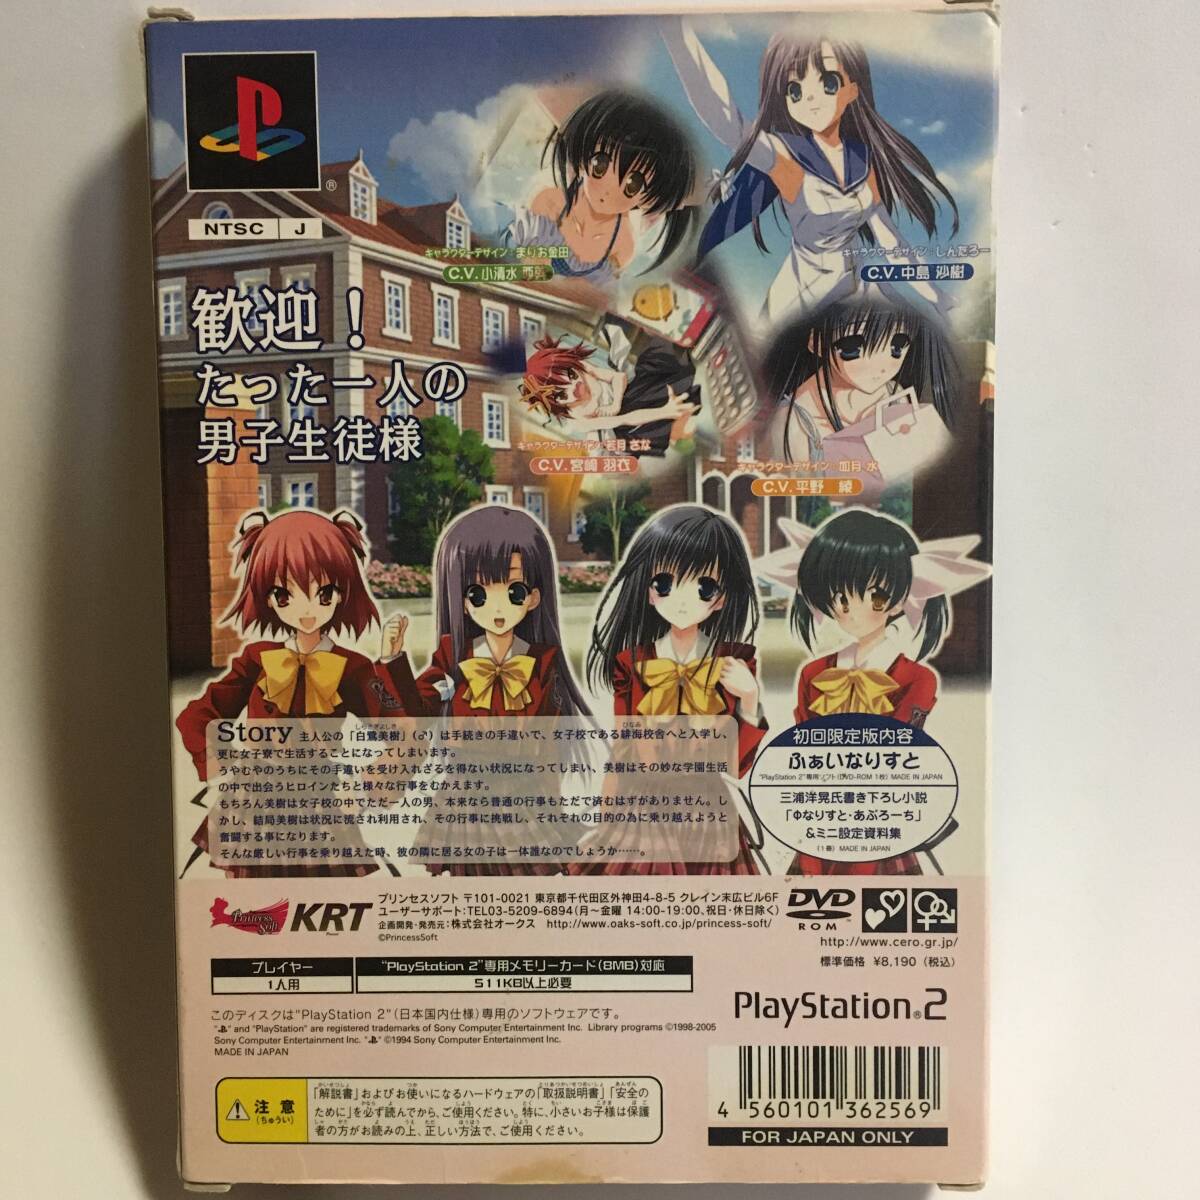 NTSC J
キャラクターデザイン：まりお金田
C.V.小清水 亜美
キャラクターデザイン：しんたろー
C.V.中島 沙樹
歓迎！
たった一人の
男子生徒様
キャラクターデザイン：若月 さな
C.V.宮崎 羽衣
キャラクターデザイン：如月 水
C.V.平野 綾
Story 主人公の「白鷺美樹」(♂)は手続きの手違いで、女子校である緋海校舎へと入学し、
更に女子寮で生活することになってしまいます。
うやむやのうちにその手違いを受け入れざるを得ない状況になってしまい、美樹はその妙な学園生活
の中で出会うヒロインたちと様々な行事をむかえます。
もちろん美樹は女子校の中でただ一人の男、本来なら普通の行事もただで済むはずがありません。し
かし、結局美樹は状況に流され利用され、その行事に挑戦し、それぞれの目的の為に乗り越えようと
奮闘する事になります。
そんな厳しい行事を乗り越えた時、彼の隣に居る女の子は一体誰なのでしょうか……。
初回限定版内容
ふぁいなりすと
"PlayStation 2"専用ソフト(DVD-ROM 1枚) MADE IN JAPAN
三浦洋晃氏書き下ろし小説
「Φなりすと・あぷろーち」
&ミニ設定資料集
(1冊) MADE IN JAPAN
Princess Soft
KRT
プリンセスソフト 〒101-0021 東京都千代田区外神田4-8-5 クレイン末広ビル6F
ユーザーサポート：TEL03-5209-6894(月～金曜 14:00-19:00、祝日・休日除く)
企画開発・発売元：株式会社オークス http://www.oaks-soft.co.jp/princess-soft/
©PrincessSoft
DVD
ROM
http://www.cero.gr.jp/
標準価格 ¥8,190（税込）
プレイヤー
1人用
"PlayStation 2"専用メモリーカード(8MB)対応
511KB以上必要
PlayStation®2
このディスクは"PlayStation 2"(日本国内仕様)専用のソフトウェアです。
" " and "PlayStation" are registered trademarks of Sony Computer Entertainment Inc. Library programs ©1998-2005
Sony Computer Entertainment Inc. " " ©1994 Sony Computer Entertainment Inc.
MADE IN JAPAN
注意
(ちゅうい)
「解説書」およびお使いになるハードウェアの「取扱説明書」「安全の
ために」を必ず読んでから、ご使用ください。特に、小さいお子様は保護
者の方がお読みの上、正しい方法で、ご使用ください。
4 560101 362569
FOR JAPAN ONLY